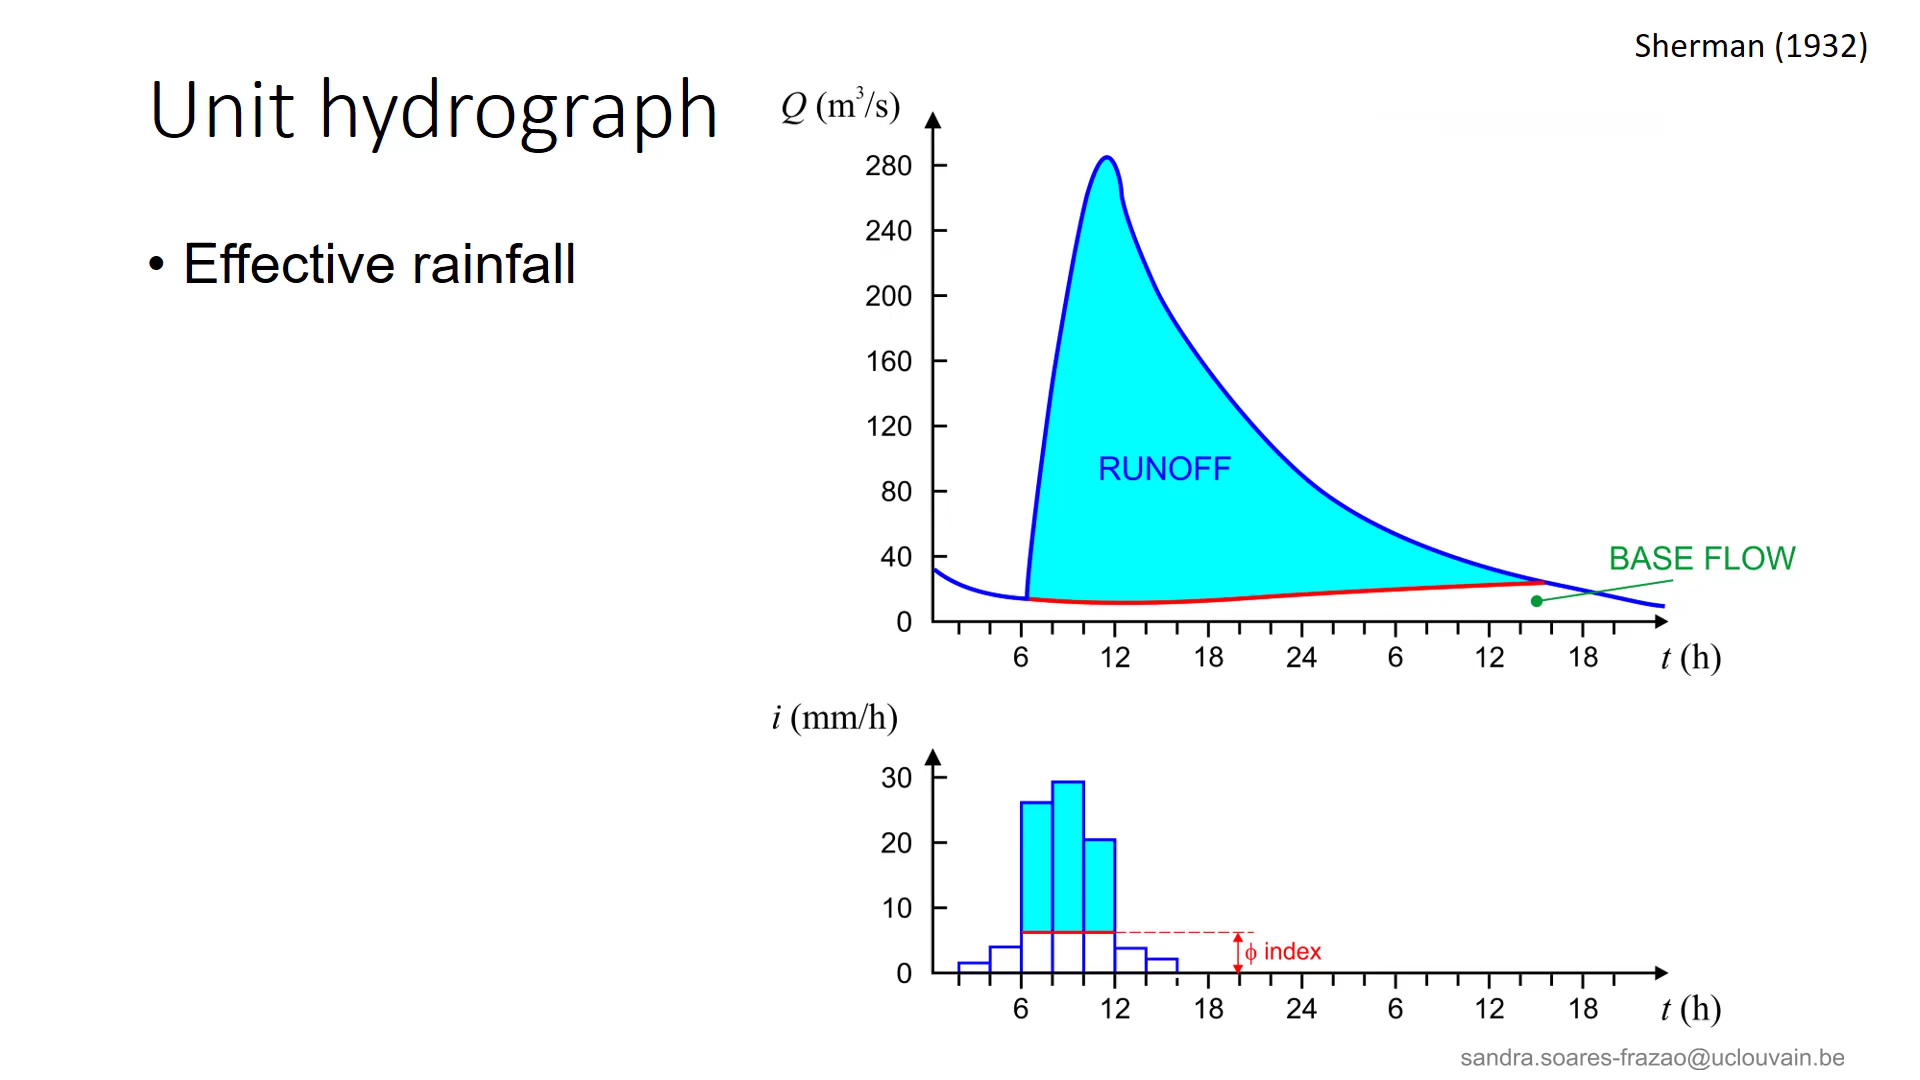 Sherman (1932)
Unit hydrograph
• Effective rainfall
Q (m³/s)
280
240
200
160
120
80
40
0
RUNOFF
BASE FLOW
6 12 18 24 6 12 18 t (h)
i (mm/h)
30
20
10
0
ϕ index
6 12 18 24 6 12 18 t (h)
sandra.soares-frazao@uclouvain.be